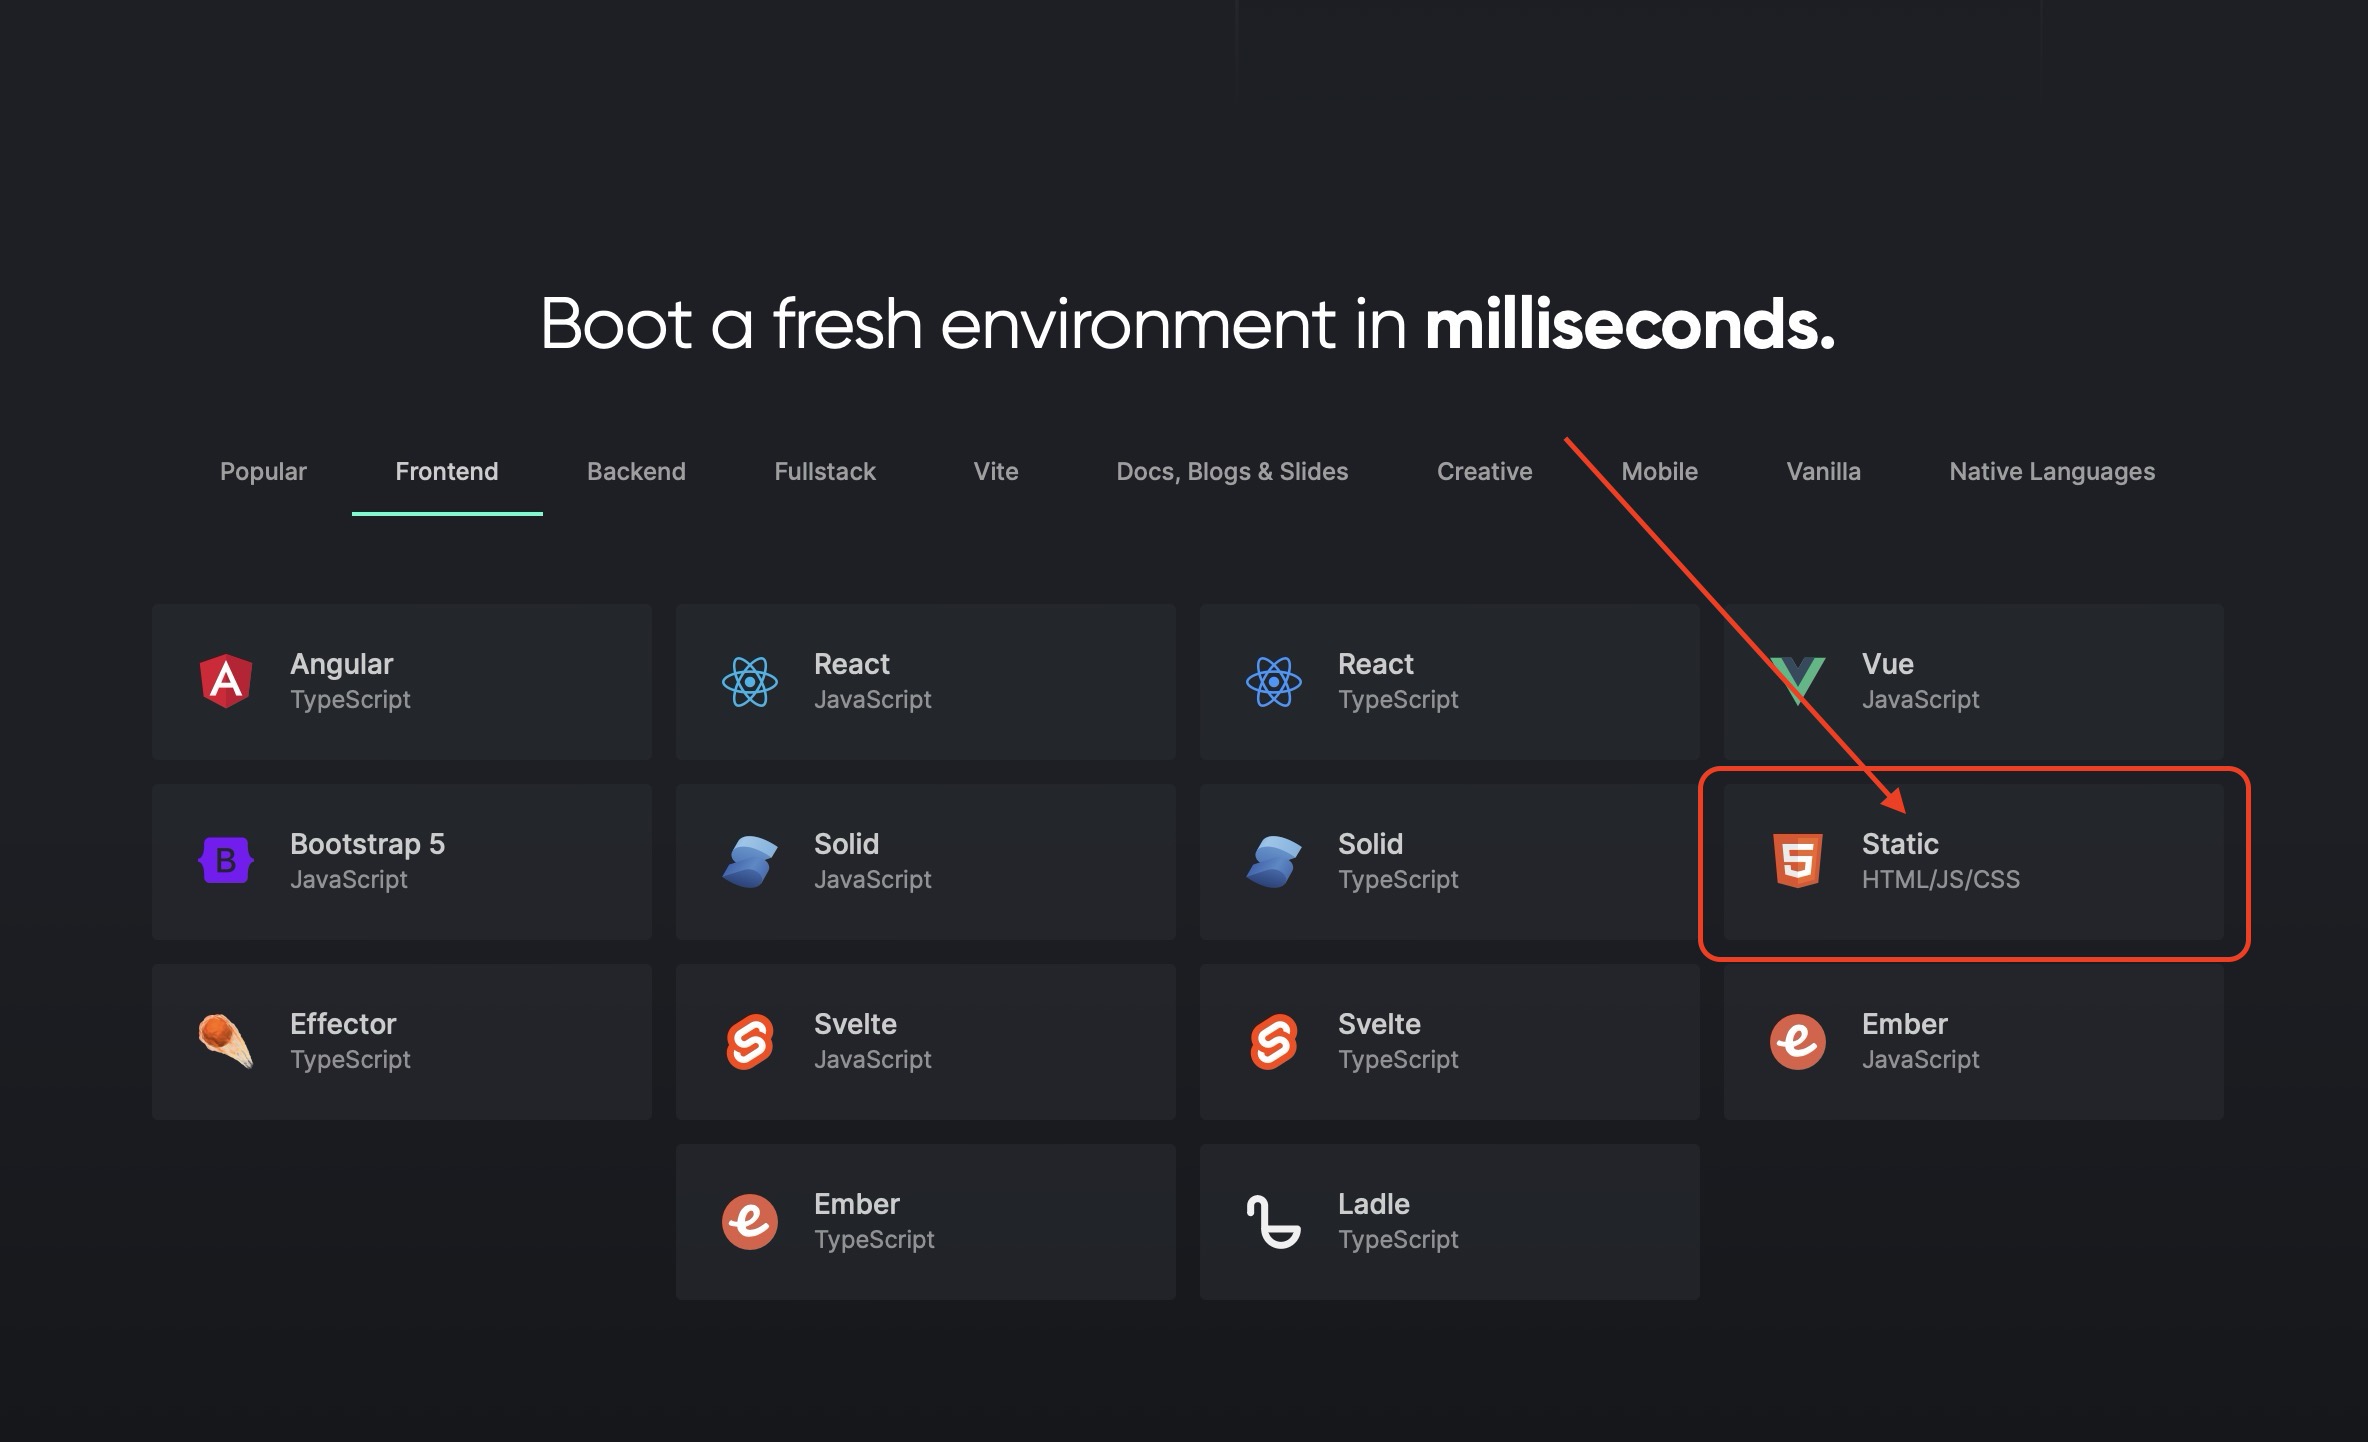 Boot a fresh environment in milliseconds.
Popular Frontend Backend Fullstack Vite Docs, Blogs & Slides Creative Mobile Vanilla Native Languages
Angular
TypeScript
React
JavaScript
React
TypeScript
Vue
JavaScript
Bootstrap 5
JavaScript
Solid
JavaScript
Solid
TypeScript
Static
HTML/JS/CSS
Effector
TypeScript
Svelte
JavaScript
Svelte
TypeScript
Ember
JavaScript
Ember
TypeScript
Ladle
TypeScript